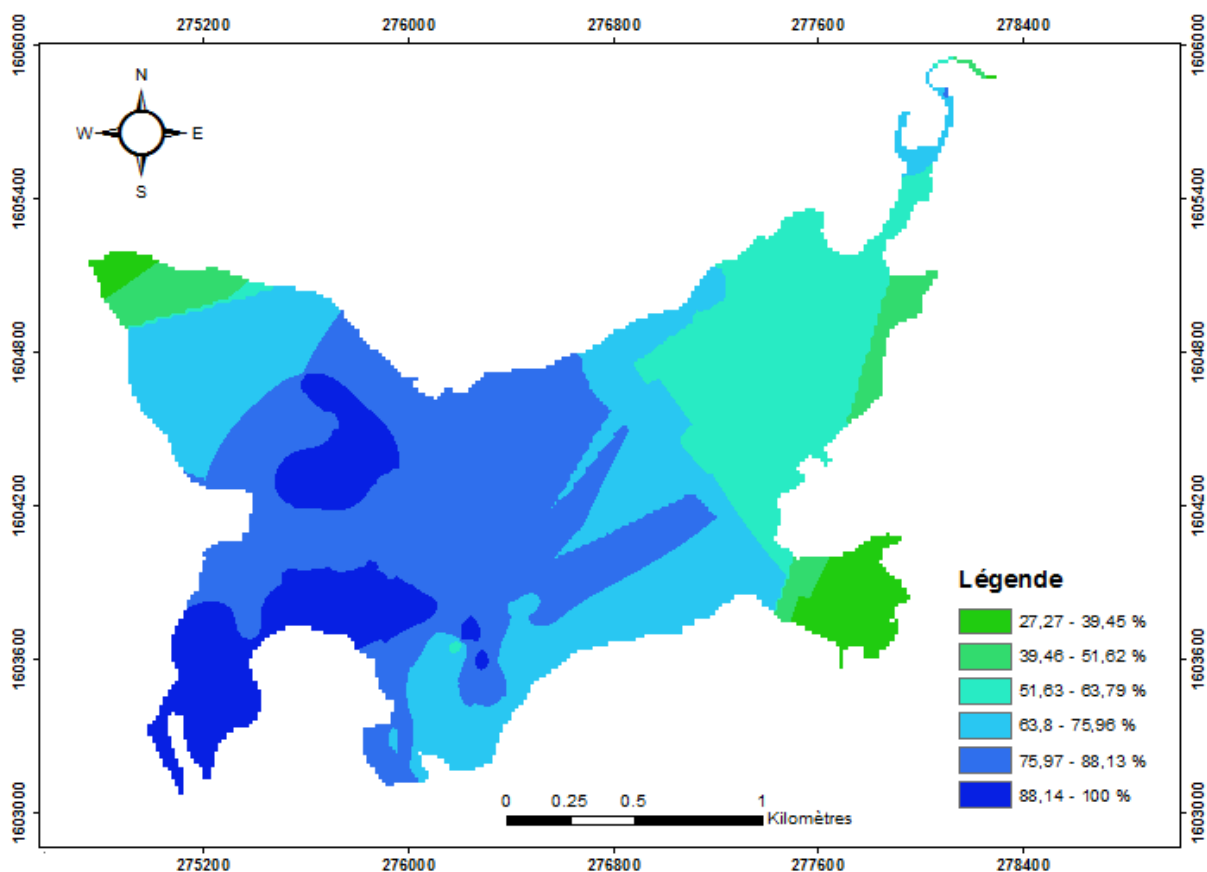 275200 276000 276800 277600 278400
1606000 1606000
N
W E
S
1605400 1605400
1604800 1604800
1604200 1604200
Légende
27,27 - 39,45 %
39,46 - 51,62 %
51,63 - 63,79 %
63,8 - 75,96 %
75,97 - 88,13 %
88,14 - 100 %
1603600 1603600
0 0.25 0.5 1
Kilomètres
1603000 1603000
275200 276000 276800 277600 278400